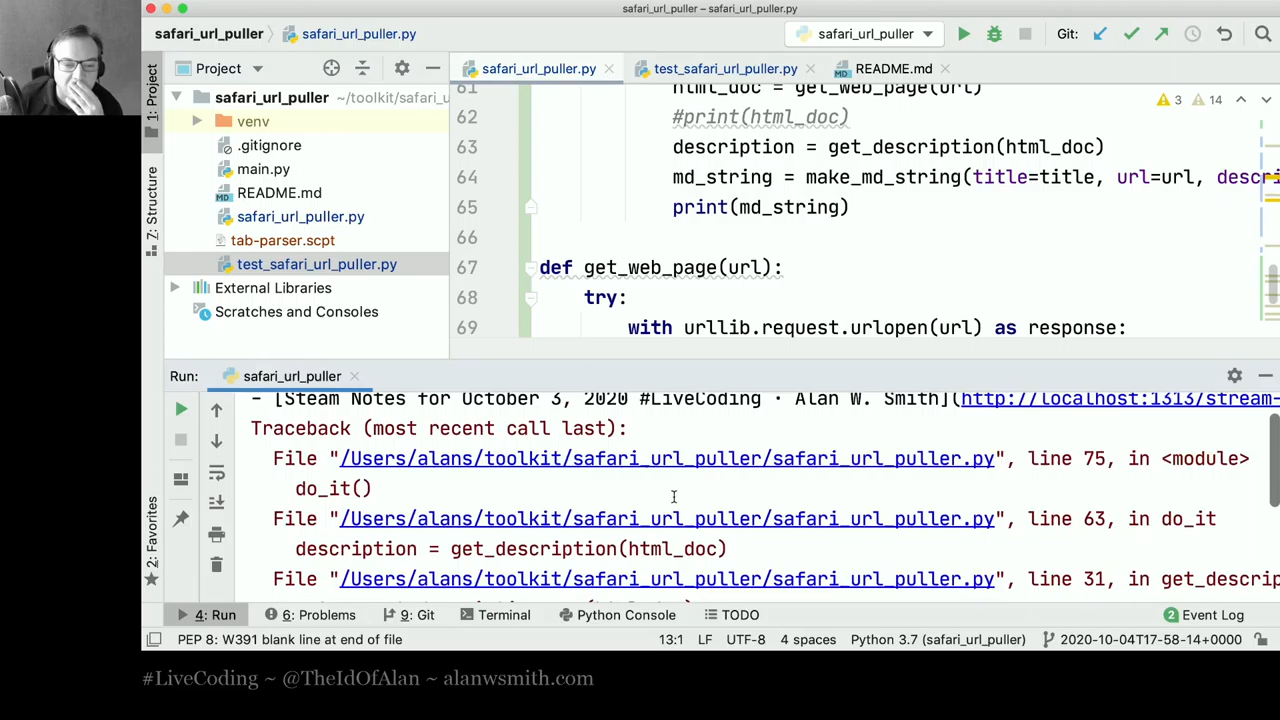 safari_url_puller – safari_url_puller.py
safari_url_puller
safari_url_puller.py
safari_url_puller
Git:
1: Project
Z: Structure
2: Favorites
Project
safari_url_puller ~/toolkit/safari_u
venv
.gitignore
main.py
README.md
safari_url_puller.py
tab-parser.scpt
test_safari_url_puller.py
External Libraries
Scratches and Consoles
safari_url_puller.py
test_safari_url_puller.py
README.md
3
14
61 html_doc = get_web_page(url)
62 #print(html_doc)
63 description = get_description(html_doc)
64 md_string = make_md_string(title=title, url=url, descri
65 print(md_string)
66
67 def get_web_page(url):
68 try:
69 with urllib.request.urlopen(url) as response:
Run:
safari_url_puller
- [Steam Notes for October 3, 2020 #LiveCoding · Alan W. Smith](http://localhost:1313/stream-
Traceback (most recent call last):
File "/Users/alans/toolkit/safari_url_puller/safari_url_puller.py", line 75, in <module>
do_it()
File "/Users/alans/toolkit/safari_url_puller/safari_url_puller.py", line 63, in do_it
description = get_description(html_doc)
File "/Users/alans/toolkit/safari_url_puller/safari_url_puller.py", line 31, in get_descrip
4: Run
6: Problems
9: Git
Terminal
Python Console
TODO
2 Event Log
PEP 8: W391 blank line at end of file
13:1 LF UTF-8 4 spaces Python 3.7 (safari_url_puller) 2020-10-04T17-58-14+0000
#LiveCoding ~ @TheIdOfAlan ~ alanwsmith.com